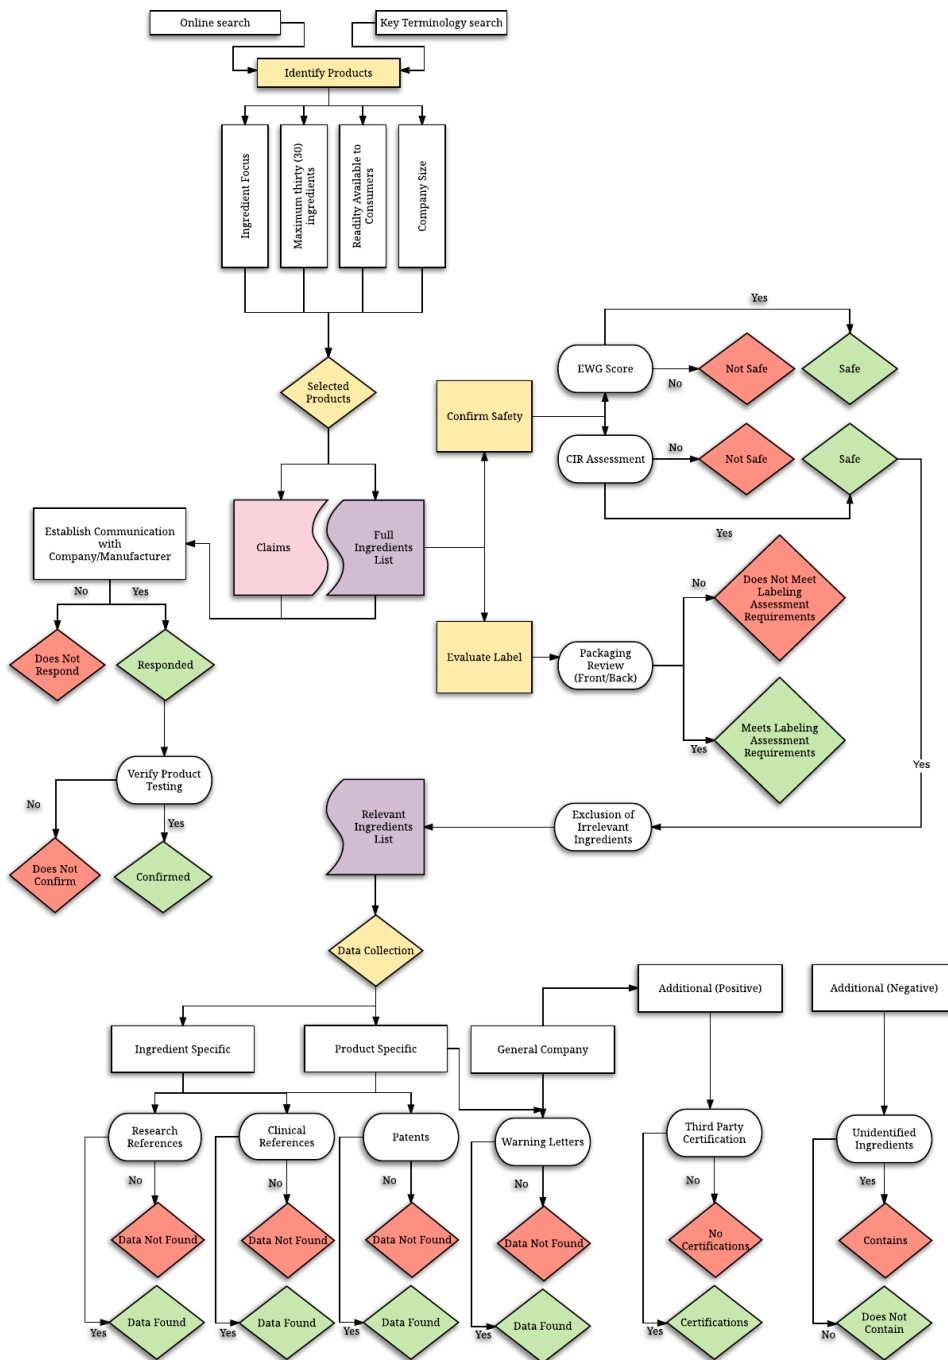 Online search
Key Terminology search
Identify Products
Ingredient Focus
Maximum thirty (30)
ingredients
Readilty Available to
Consumers
Company Size
Selected
Products
Yes
EWG Score
No
Not Safe
Safe
Confirm Safety
CIR Assessment
No
Not Safe
Safe
Yes
Claims
Full
Ingredients
List
Establish Communication
with
Company/Manufacturer
No
Yes
Does Not
Respond
Responded
Evaluate Label
Packaging
Review
(Front/Back)
No
Does Not Meet
Labeling
Assessment
Requirements
Yes
Meets Labeling
Assessment
Requirements
Verify Product
Testing
No
Yes
Does Not
Confirm
Confirmed
Yes
Exclusion of
Irrelevant
Ingredients
Relevant
Ingredients
List
Data Collection
Ingredient Specific
Product Specific
General Company
Additional (Positive)
Additional (Negative)
Research
References
Clinical
References
Patents
Warning Letters
Third Party
Certification
Unidentified
Ingredients
No
No
No
No
No
Yes
Data Not Found
Data Not Found
Data Not Found
Data Not Found
No
Certifications
Contains
Data Found
Data Found
Data Found
Data Found
Certifications
Does Not
Contain
Yes
Yes
Yes
Yes
Yes
No